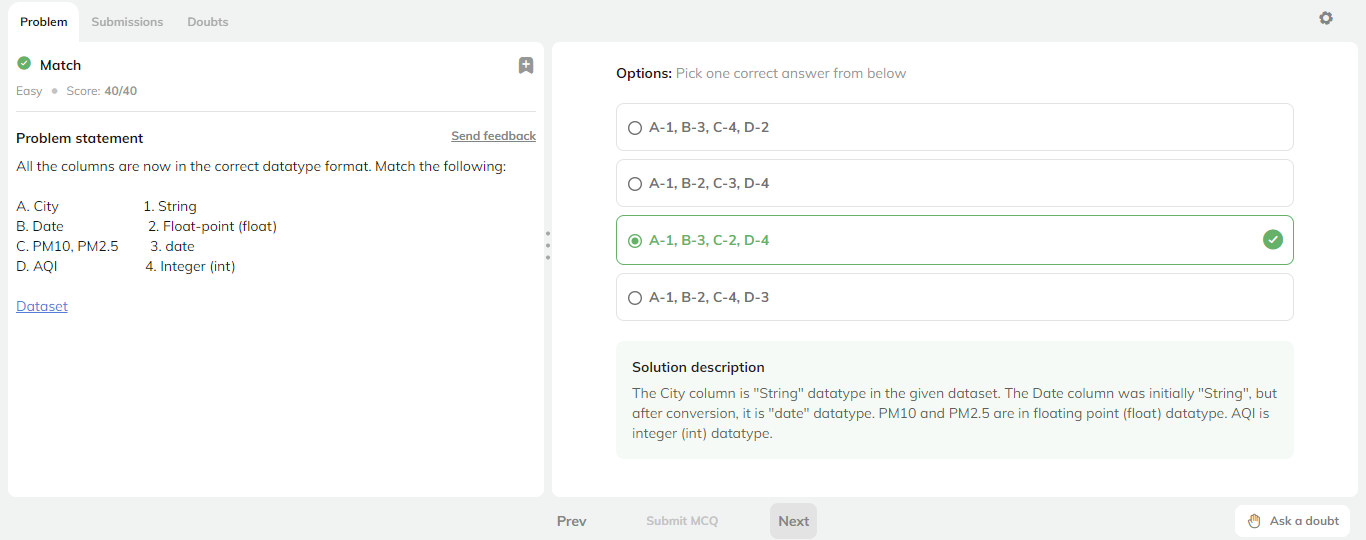 Problem Submissions Doubts
Match
Easy Score: 40/40
Problem statement Send feedback
All the columns are now in the correct datatype format. Match the following:
A. City 1. String
B. Date 2. Float-point (float)
C. PM10, PM2.5 3. date
D. AQI 4. Integer (int)
Dataset
Options: Pick one correct answer from below
A-1, B-3, C-4, D-2
A-1, B-2, C-3, D-4
A-1, B-3, C-2, D-4
A-1, B-2, C-4, D-3
Solution description
The City column is "String" datatype in the given dataset. The Date column was initially "String", but
after conversion, it is "date" datatype. PM10 and PM2.5 are in floating point (float) datatype. AQI is
integer (int) datatype.
Prev Submit MCQ Next Ask a doubt